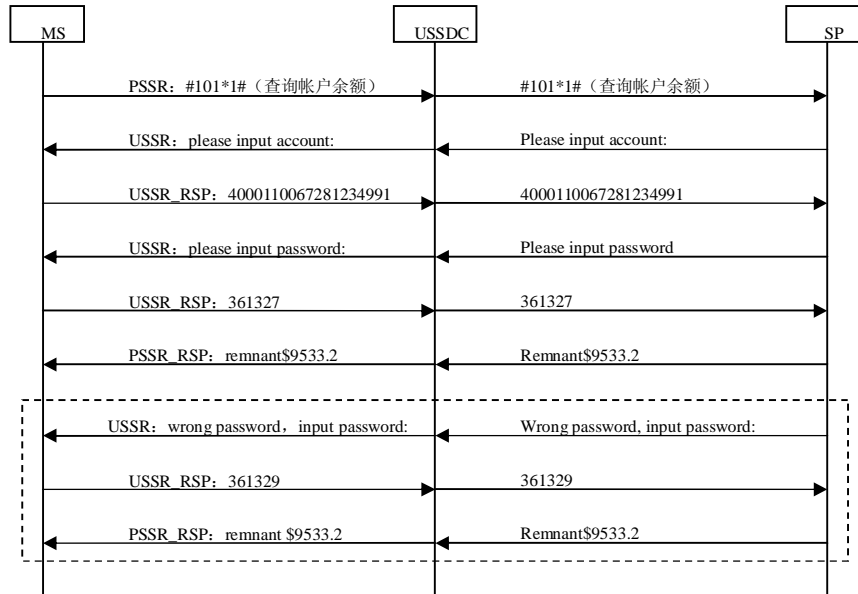 MS USSDC SP
PSSR：#101*1#（查询帐户余额） #101*1#（查询帐户余额）
USSR：please input account: Please input account:
USSR_RSP：4000110067281234991 4000110067281234991
USSR：please input password: Please input password
USSR_RSP：361327 361327
PSSR_RSP：remnant$9533.2 Remnant$9533.2
USSR：wrong password，input password: Wrong password, input password:
USSR_RSP：361329 361329
PSSR_RSP：remnant $9533.2 Remnant$9533.2